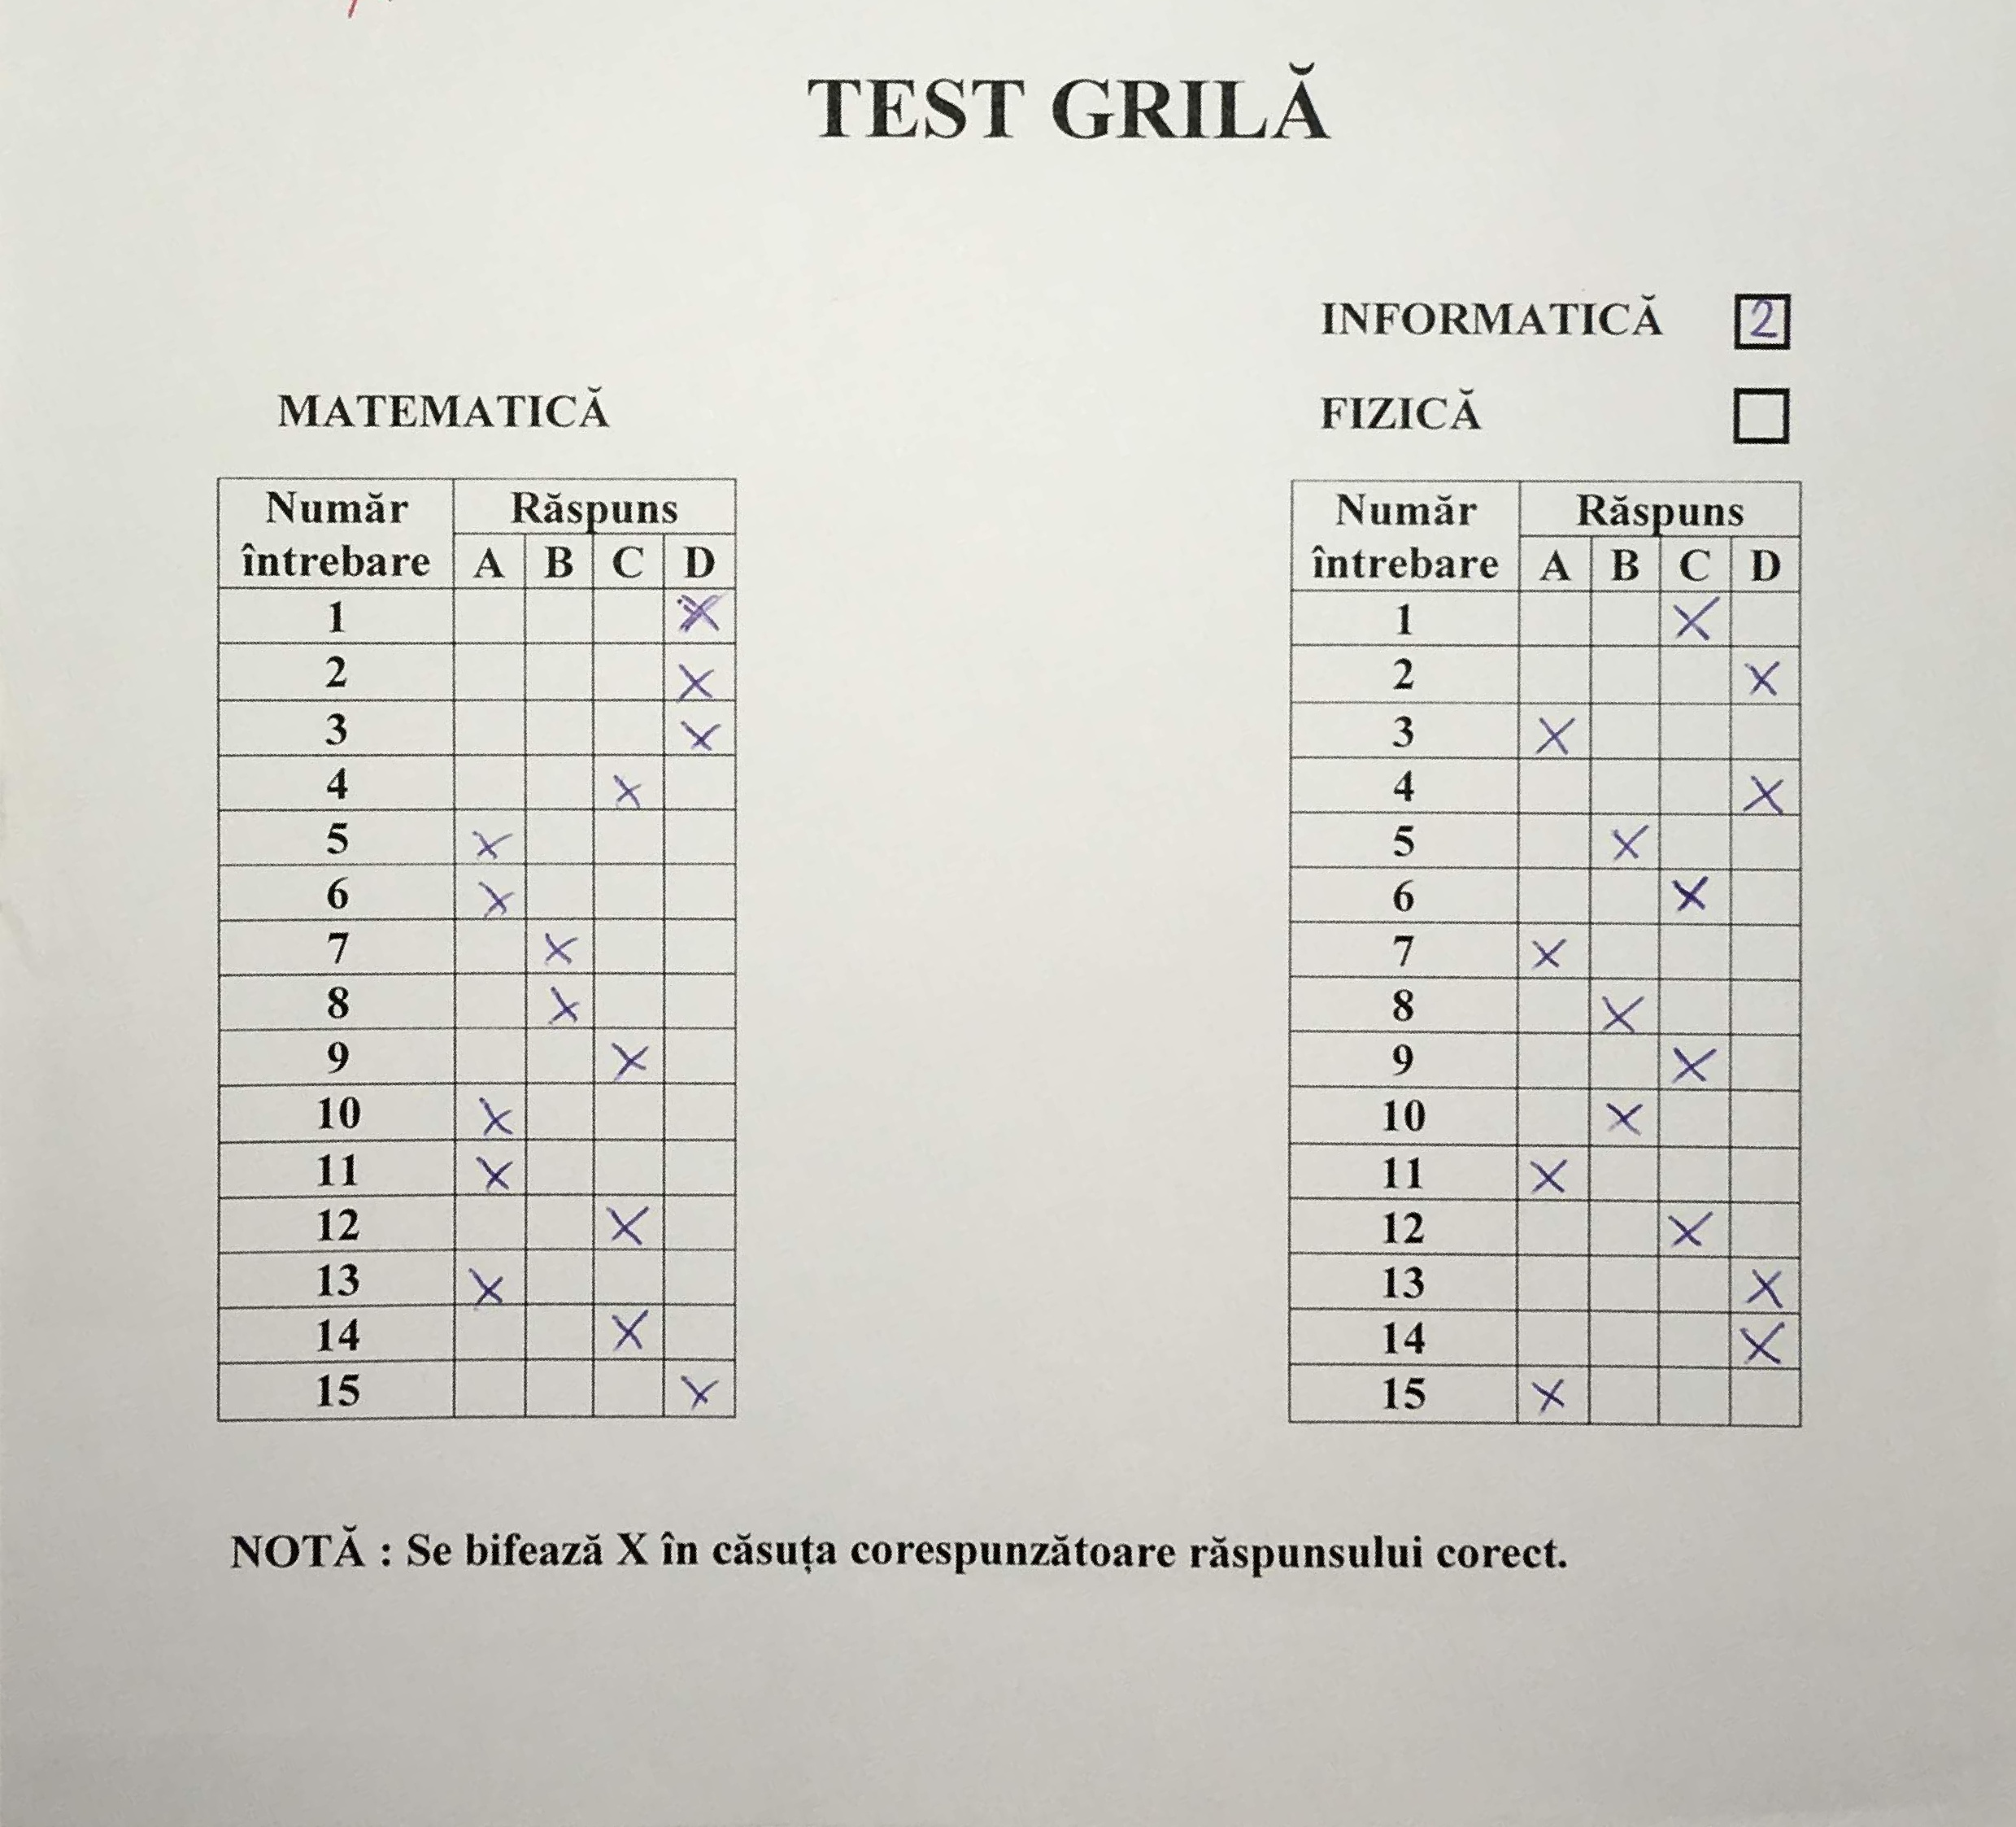 TEST GRILĂ
INFORMATICĂ 2
MATEMATICĂ
FIZICĂ
Număr întrebare Răspuns
A B C D
1 X
2 X
3 X
4 X
5 X
6 X
7 X
8 X
9 X
10 X
11 X
12 X
13 X
14 X
15 X
Număr întrebare Răspuns
A B C D
1 X
2 X
3 X
4 X
5 X
6 X
7 X
8 X
9 X
10 X
11 X
12 X
13 X
14 X
15 X
NOTĂ : Se bifează X în căsuța corespunzătoare răspunsului corect.